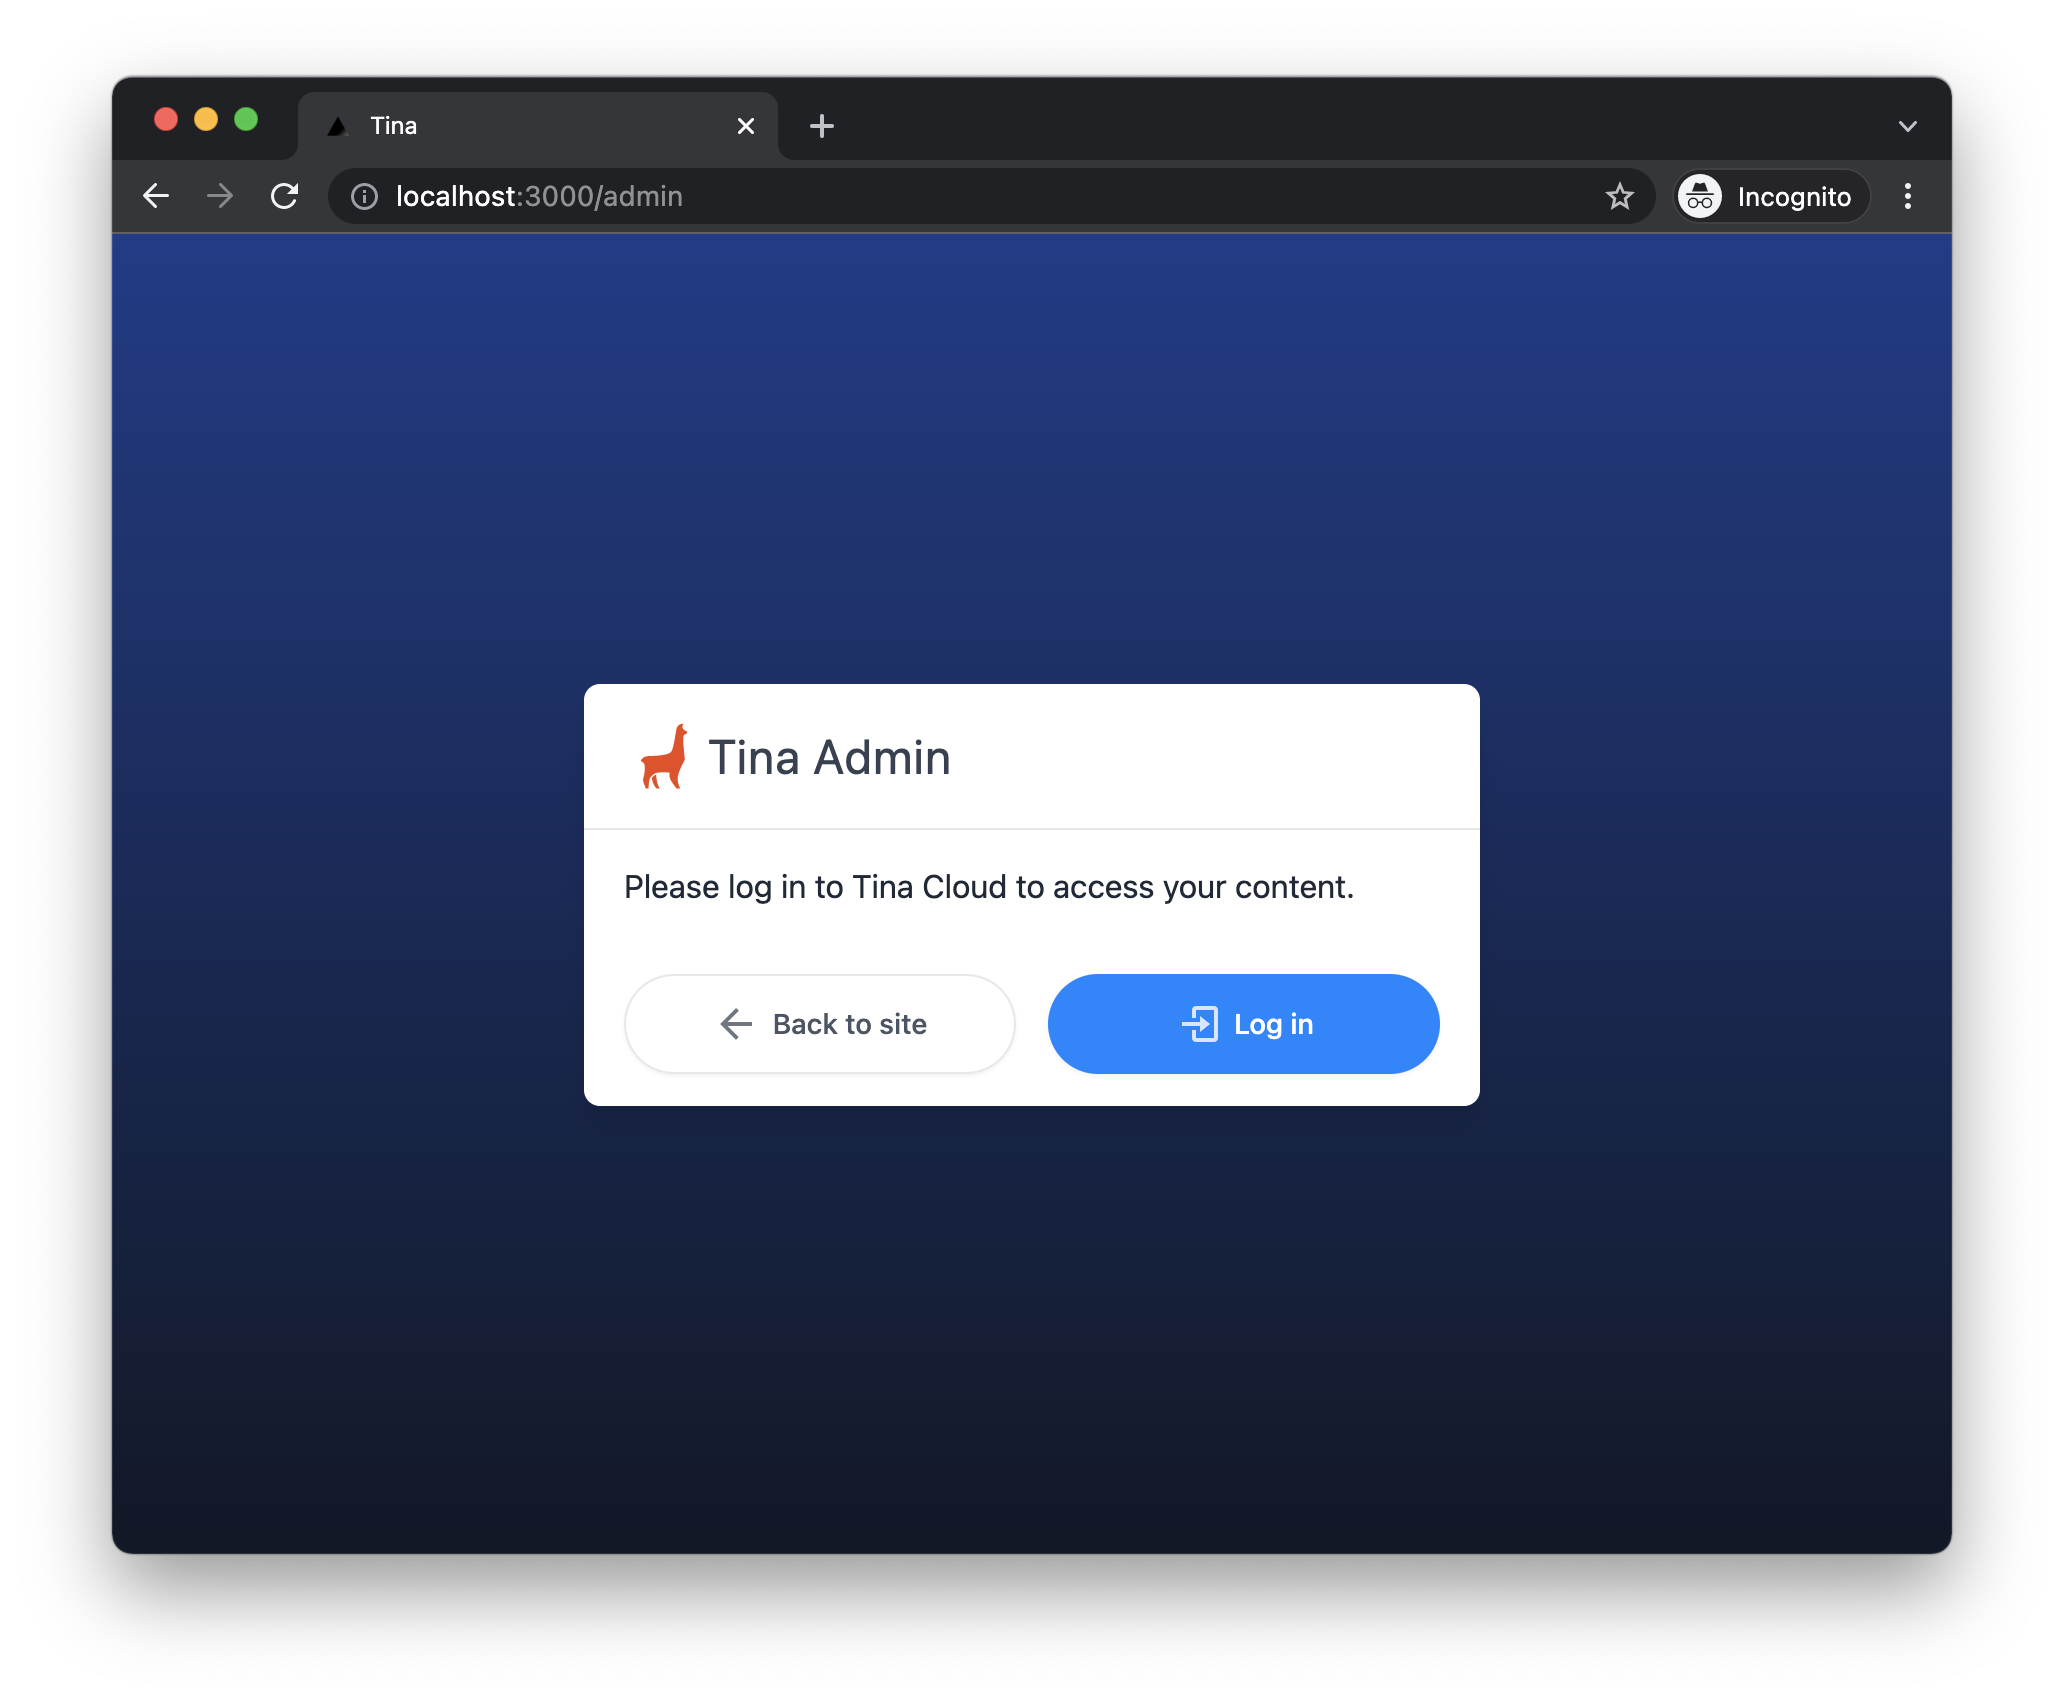 Tina
localhost:3000/admin
Incognito
Tina Admin
Please log in to Tina Cloud to access your content.
Back to site
Log in